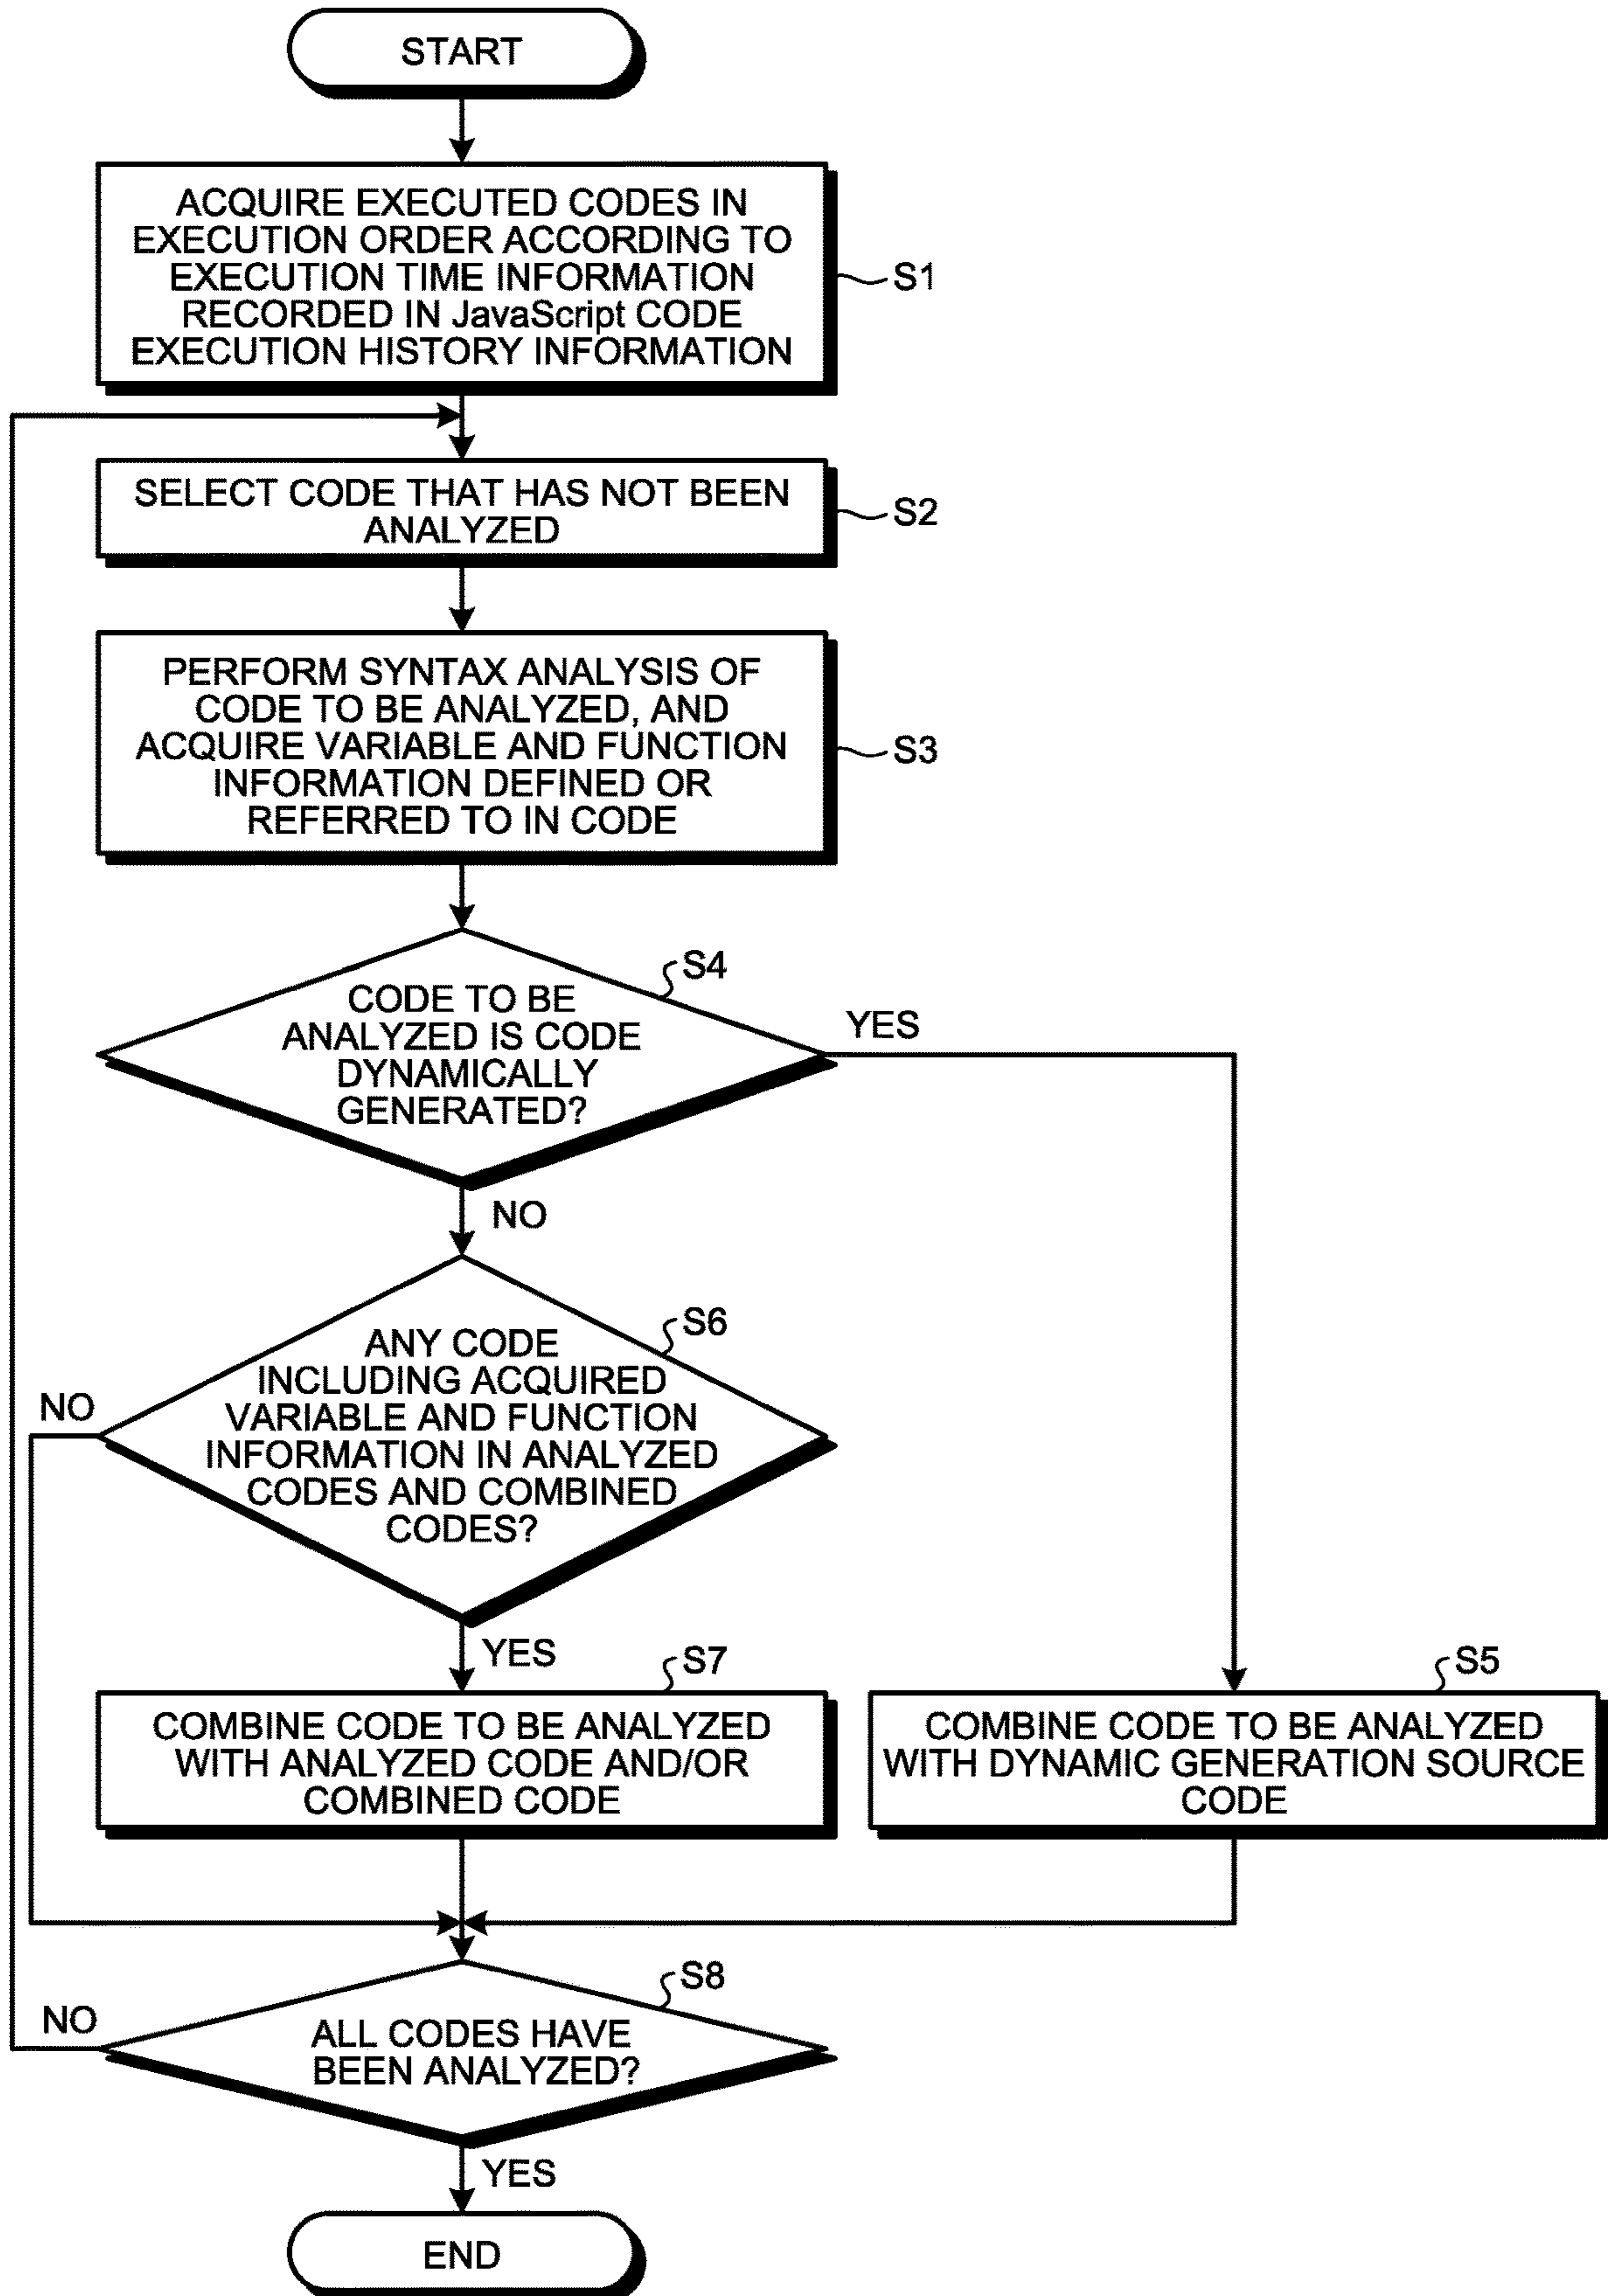 START
ACQUIRE EXECUTED CODES IN
EXECUTION ORDER ACCORDING TO
EXECUTION TIME INFORMATION
RECORDED IN JavaScript CODE
EXECUTION HISTORY INFORMATION
S1
SELECT CODE THAT HAS NOT BEEN
ANALYZED
S2
PERFORM SYNTAX ANALYSIS OF
CODE TO BE ANALYZED, AND
ACQUIRE VARIABLE AND FUNCTION
INFORMATION DEFINED OR
REFERRED TO IN CODE
S3
S4
CODE TO BE
ANALYZED IS CODE
DYNAMICALLY
GENERATED?
YES
NO
S6
ANY CODE
INCLUDING ACQUIRED
VARIABLE AND FUNCTION
INFORMATION IN ANALYZED
CODES AND COMBINED
CODES?
NO
YES
S7
COMBINE CODE TO BE ANALYZED
WITH ANALYZED CODE AND/OR
COMBINED CODE
S5
COMBINE CODE TO BE ANALYZED
WITH DYNAMIC GENERATION SOURCE
CODE
S8
NO
ALL CODES HAVE
BEEN ANALYZED?
YES
END